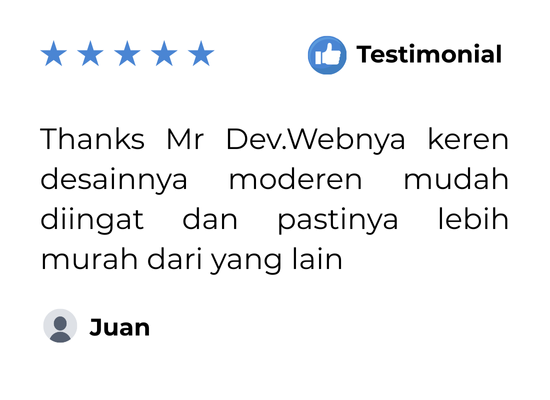 Testimonial
Thanks Mr Dev.Webnya keren
desainnya moderen mudah
diingat dan pastinya lebih
murah dari yang lain
Juan